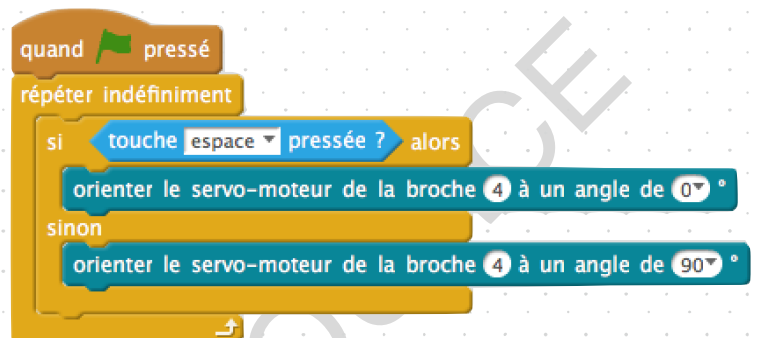 quand pressé
répéter indéfiniment
si touche espace pressée ? alors
orienter le servo-moteur de la broche 4 à un angle de 0 °
sinon
orienter le servo-moteur de la broche 4 à un angle de 90 °